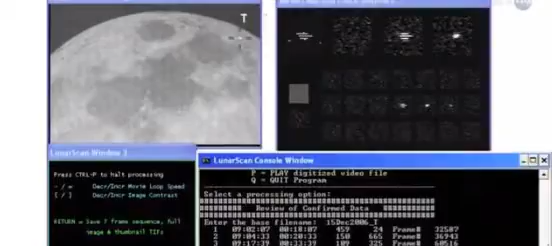 T
LunarScan Window 3
Press CTRL-P to halt processing
- / = Decr/Incr Movie Loop Speed
[ / ] Decr/Incr Image Contrast
RETURN = Save 7 frame sequence, full
image & thumbnail TIFs
LunarScan Console Window
P = PLAY digitized video file
Q = QUIT Program
Select a processing option:
Review of Confirmed Data
Enter the base filename: 15Dec2006_T
1 09:02:07 00:18:07 459 24 Frame# 32587
2 09:04:33 00:20:33 150 665 Frame# 36943
3 09:17:39 00:33:39 109 325 Frame# 60516